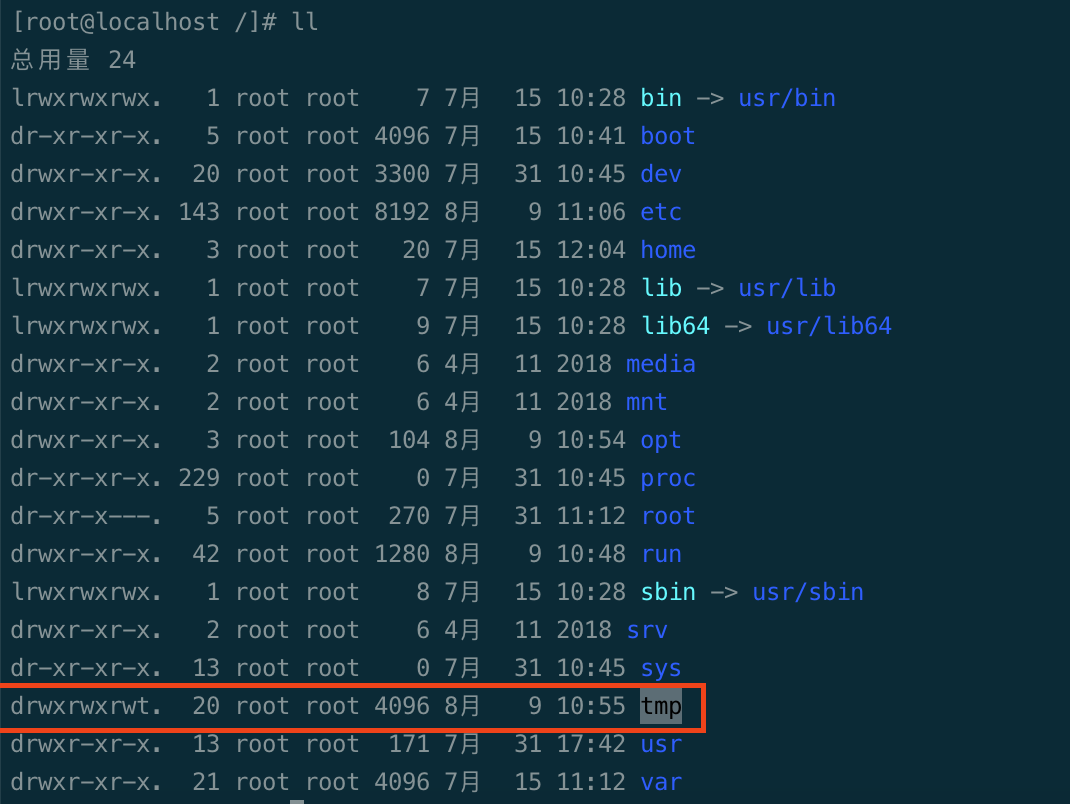 [root@localhost /]# ll
总用量 24
lrwxrwxrwx.   1 root root    7 7月  15 10:28 bin -> usr/bin
dr-xr-xr-x.   5 root root 4096 7月  15 10:41 boot
drwxr-xr-x.  20 root root 3300 7月  31 10:45 dev
drwxr-xr-x. 143 root root 8192 8月   9 11:06 etc
drwxr-xr-x.   3 root root   20 7月  15 12:04 home
lrwxrwxrwx.   1 root root    7 7月  15 10:28 lib -> usr/lib
lrwxrwxrwx.   1 root root    9 7月  15 10:28 lib64 -> usr/lib64
drwxr-xr-x.   2 root root    6 4月  11 2018 media
drwxr-xr-x.   2 root root    6 4月  11 2018 mnt
drwxr-xr-x.   3 root root  104 8月   9 10:54 opt
dr-xr-xr-x. 229 root root    0 7月  31 10:45 proc
dr-xr-x---.   5 root root  270 7月  31 11:12 root
drwxr-xr-x.  42 root root 1280 8月   9 10:48 run
lrwxrwxrwx.   1 root root    8 7月  15 10:28 sbin -> usr/sbin
drwxr-xr-x.   2 root root    6 4月  11 2018 srv
dr-xr-xr-x.  13 root root    0 7月  31 10:45 sys
drwxrwxrwt.  20 root root 4096 8月   9 10:55 tmp
drwxr-xr-x.  13 root root  171 7月  31 17:42 usr
drwxr-xr-x.  21 root root 4096 7月  15 11:12 var